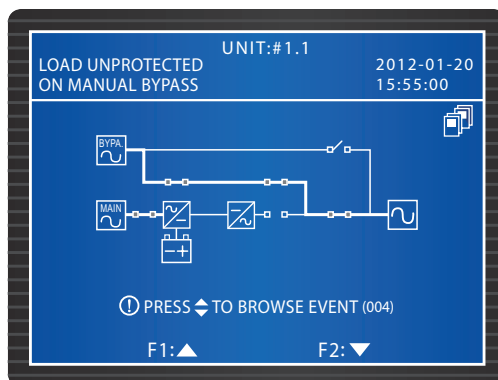 UNIT:#1.1
LOAD UNPROTECTED
ON MANUAL BYPASS
2012-01-20
15:55:00
BYPA.
MAIN
PRESS TO BROWSE EVENT (004)
F1:
F2: